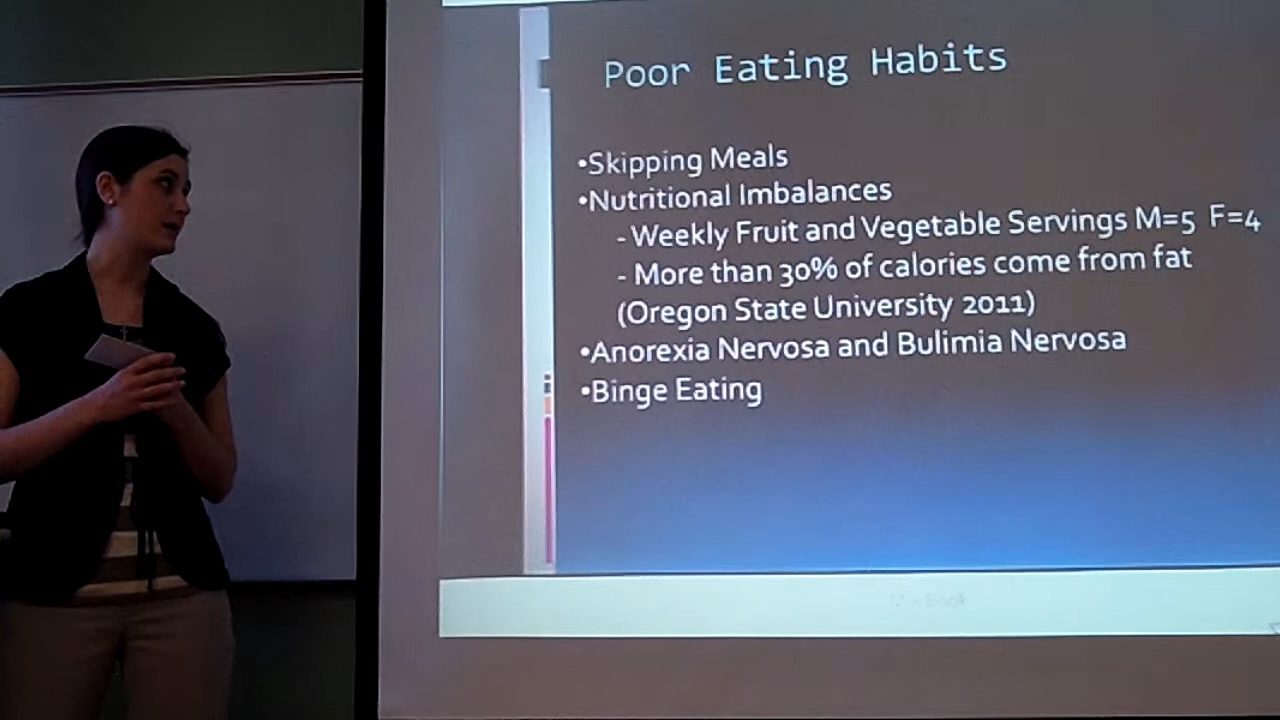 Poor Eating Habits
•Skipping Meals
•Nutritional Imbalances
- Weekly Fruit and Vegetable Servings M=5 F=4
- More than 30% of calories come from fat
(Oregon State University 2011)
•Anorexia Nervosa and Bulimia Nervosa
•Binge Eating